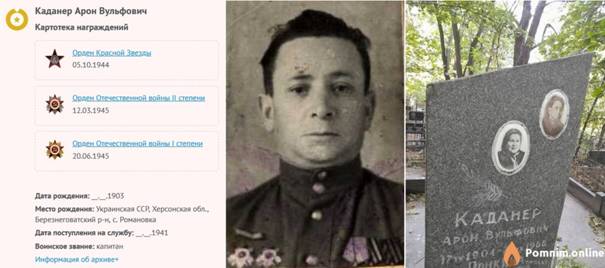 Каданер Арон Вульфович
Картотека награждений
Орден Красной Звезды
05.10.1944
Орден Отечественной войны II степени
12.03.1945
Орден Отечественной войны I степени
20.06.1945
Дата рождения: __.__.1903
Место рождения: Украинская ССР, Херсонская обл.,
Березнеговатский р-н, с. Романовка
Дата поступления на службу: __.__.1941
Воинское звание: капитан
Информация об архиве+
КАДАНЕР
АРОН ВУЛЬФОВИЧ
1904 1966
Pomnim.online